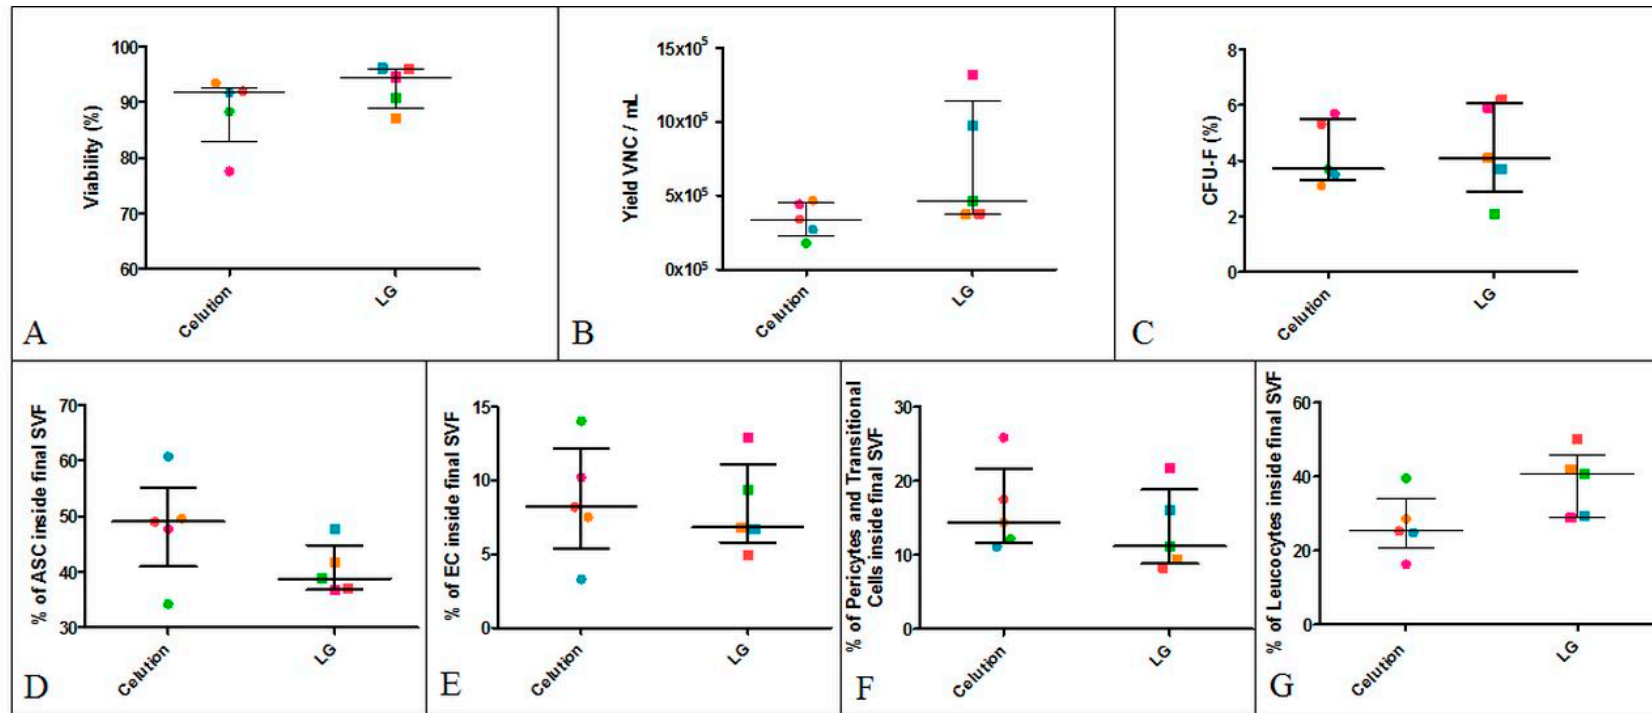 Viability (%)
100
90
80
70
60
Celution
LG
A
Yield VNC / mL
15x10⁵
10x10⁵
5x10⁵
0x10⁵
Celution
LG
B
CFU-F (%)
8
6
4
2
0
Celution
LG
C
% of ASC inside final SVF
70
60
50
40
30
Celution
LG
D
% of EC inside final SVF
15
10
5
0
Celution
LG
E
% of Pericytes and Transitional
Cells inside final SVF
30
20
10
0
Celution
LG
F
% of Leucocytes inside final SVF
60
40
20
0
Celution
LG
G